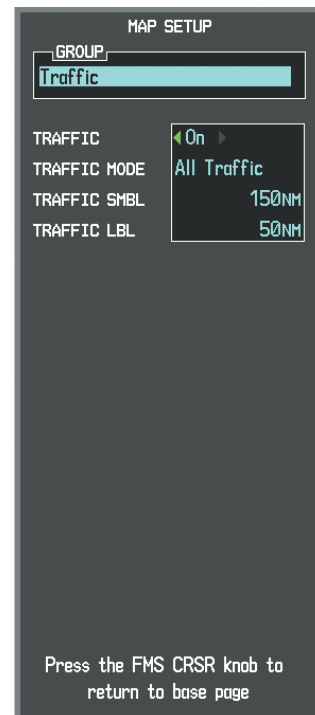 MAP SETUP
GROUP
Traffic
TRAFFIC On
TRAFFIC MODE All Traffic
TRAFFIC SMBL 150NM
TRAFFIC LBL 50NM
Press the FMS CRSR knob to
return to base page